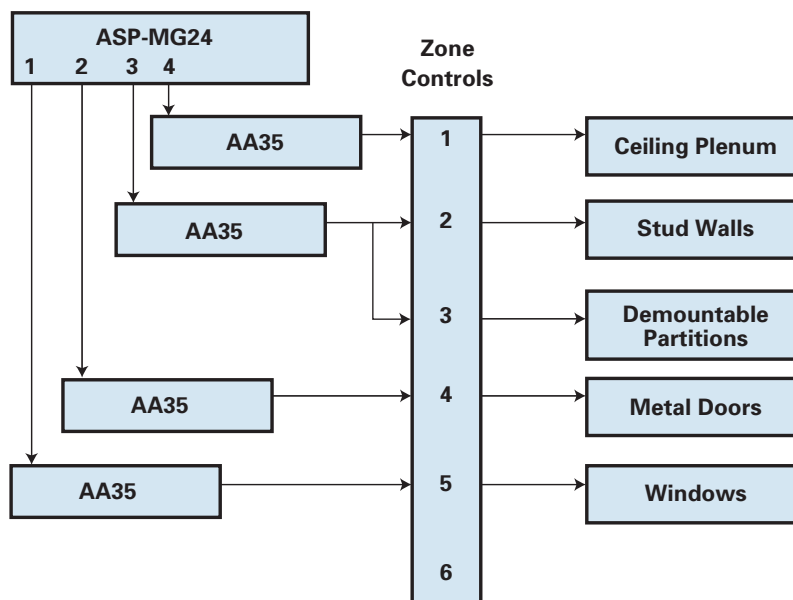 ASP-MG24
1 2 3 4
Zone
Controls
AA35
1
Ceiling Plenum
AA35
2
Stud Walls
3
Demountable
Partitions
AA35
4
Metal Doors
AA35
5
Windows
6